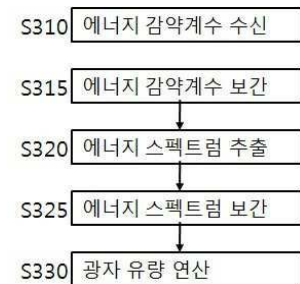 S310 에너지 감약계수 수신
S315 에너지 감약계수 보간
S320 에너지 스펙트럼 추출
S325 에너지 스펙트럼 보간
S330 광자 유량 연산